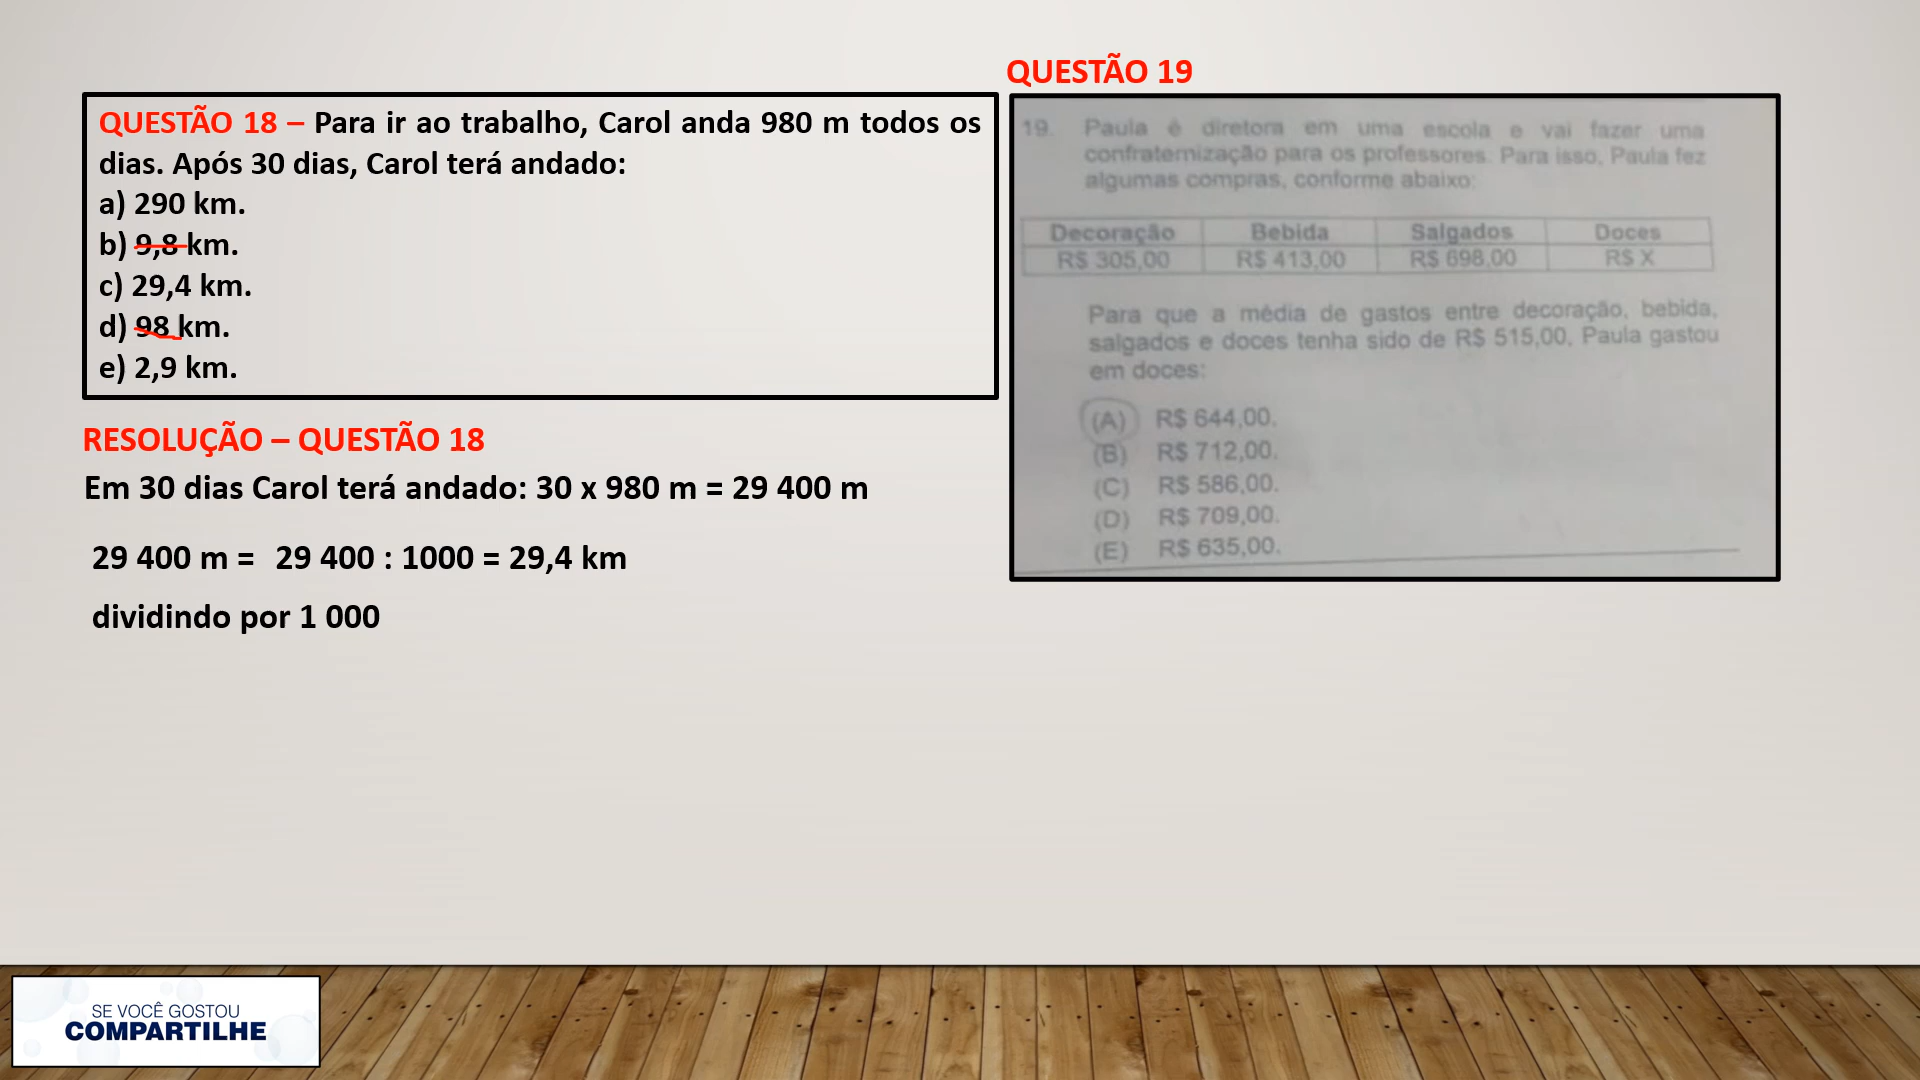 QUESTÃO 18 – Para ir ao trabalho, Carol anda 980 m todos os
dias. Após 30 dias, Carol terá andado:
a) 290 km.
b) 9,8 km.
c) 29,4 km.
d) 98 km.
e) 2,9 km.
RESOLUÇÃO – QUESTÃO 18
Em 30 dias Carol terá andado: 30 x 980 m = 29 400 m
29 400 m = 29 400 : 1000 = 29,4 km
dividindo por 1 000
QUESTÃO 19
19. Paula é diretora em uma escola e vai fazer uma
confraternização para os professores. Para isso, Paula fez
algumas compras, conforme abaixo:
Decoração Bebida Salgados Doces
R$ 305,00 R$ 413,00 R$ 698,00 R$ X
Para que a média de gastos entre decoração, bebida,
salgados e doces tenha sido de R$ 515,00, Paula gastou
em doces:
(A) R$ 644,00.
(B) R$ 712,00.
(C) R$ 586,00.
(D) R$ 709,00.
(E) R$ 635,00.
SE VOCÊ GOSTOU
COMPARTILHE